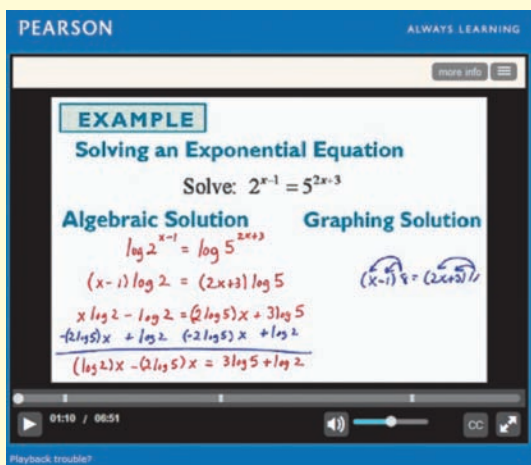 PEARSON
ALWAYS LEARNING
more info
EXAMPLE
Solving an Exponential Equation
Solve: 2^{x-1} = 5^{2x+3}
Algebraic Solution
Graphing Solution
log 2^{x-1} = log 5^{2x+3}
(x-1) log 2 = (2x+3) log 5
(x-1) = (2x+3)
x log 2 - log 2 = (2 log 5)x + 3 log 5
-(2 log 5)x + log 2 (-2 log 5)x + log 2
(log 2)x - (2 log 5)x = 3 log 5 + log 2
01:10 / 06:51
CC
Playback trouble?